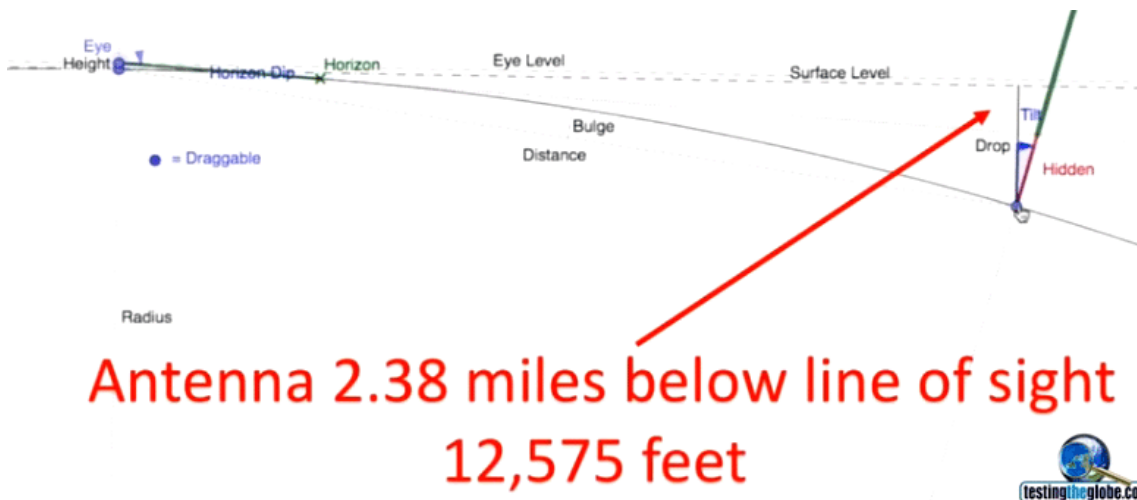 Eye
Height
Horizon Dip
Horizon
Eye Level
Surface Level
Bulge
Distance
= Draggable
Tilt
Drop
Hidden
Radius
Antenna 2.38 miles below line of sight
12,575 feet
testingtheglobe.co